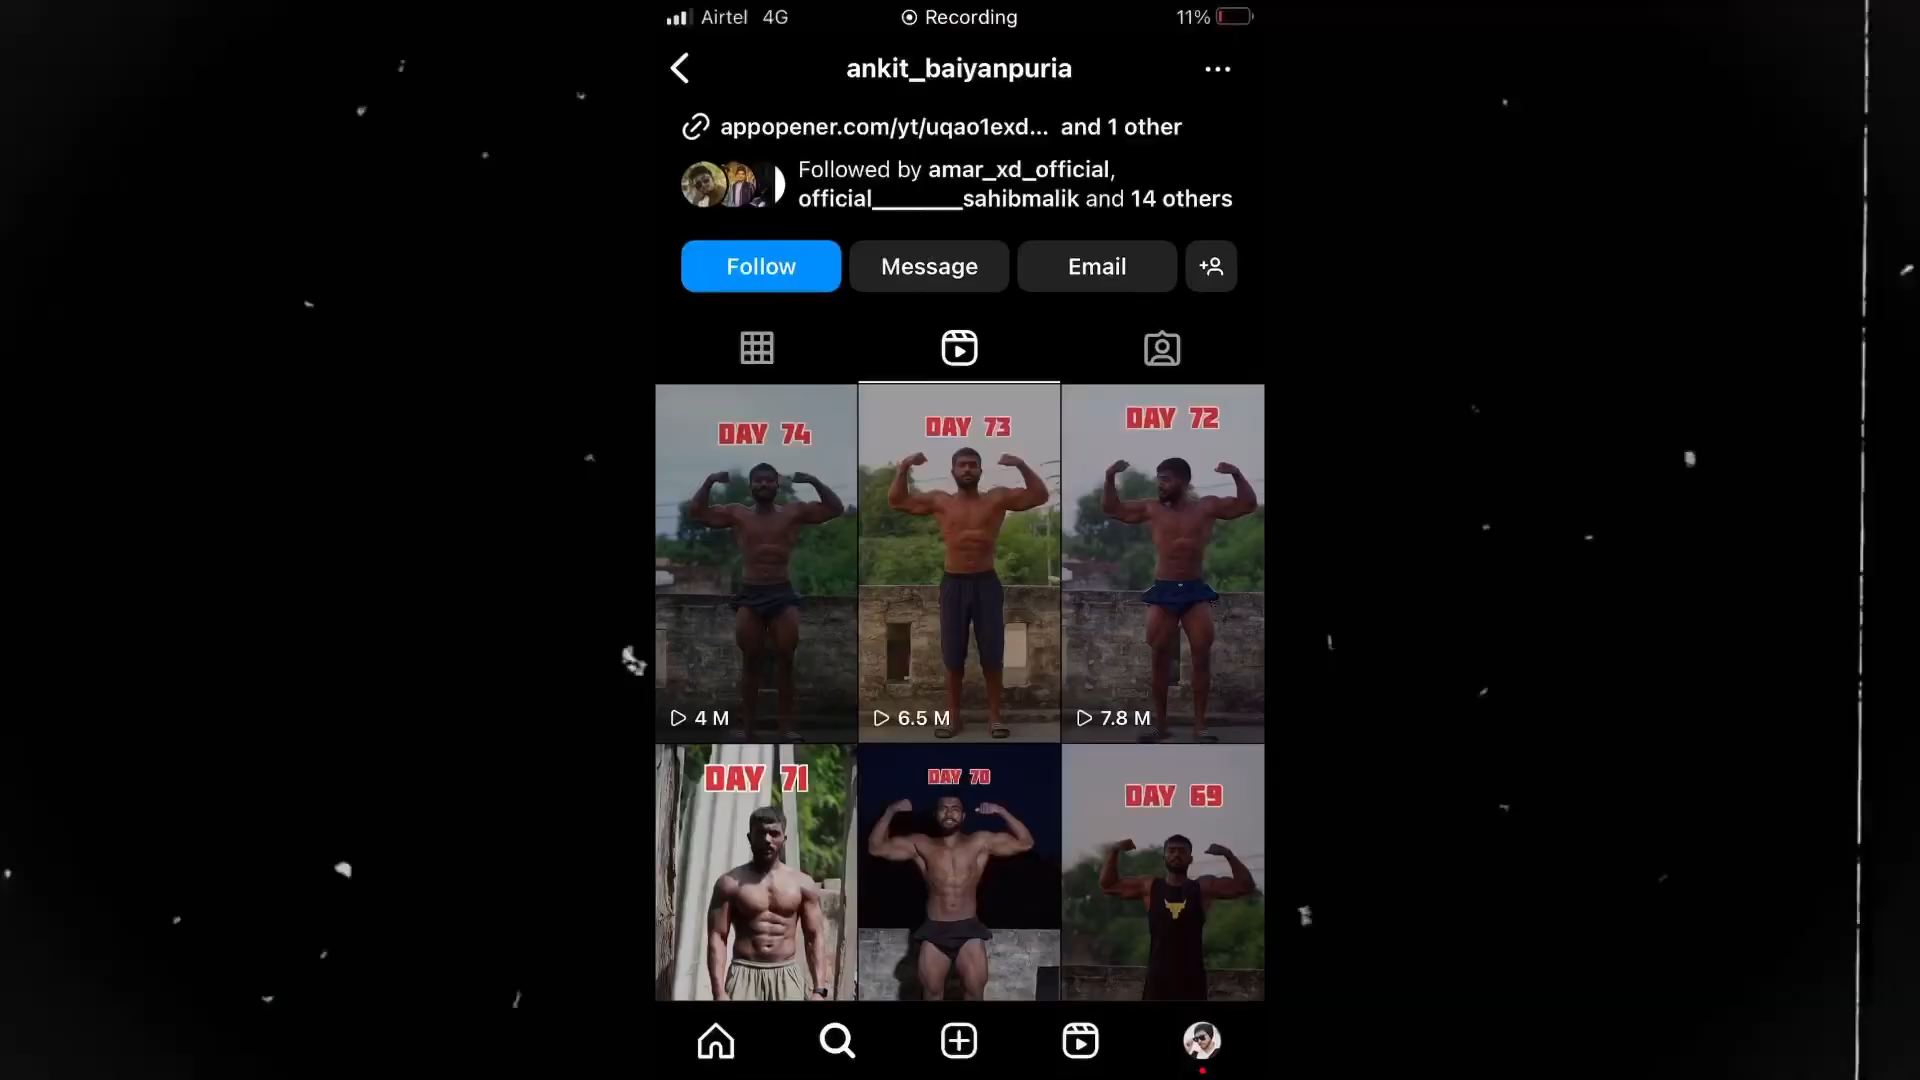 Airtel 4G Recording 11%
ankit_baiyanpuria
appopener.com/yt/uqao1exd... and 1 other
Followed by amar_xd_official,
official________sahibmalik and 14 others
Follow Message Email
DAY 74 DAY 73 DAY 72
4 M 6.5 M 7.8 M
DAY 71 DAY 70 DAY 69